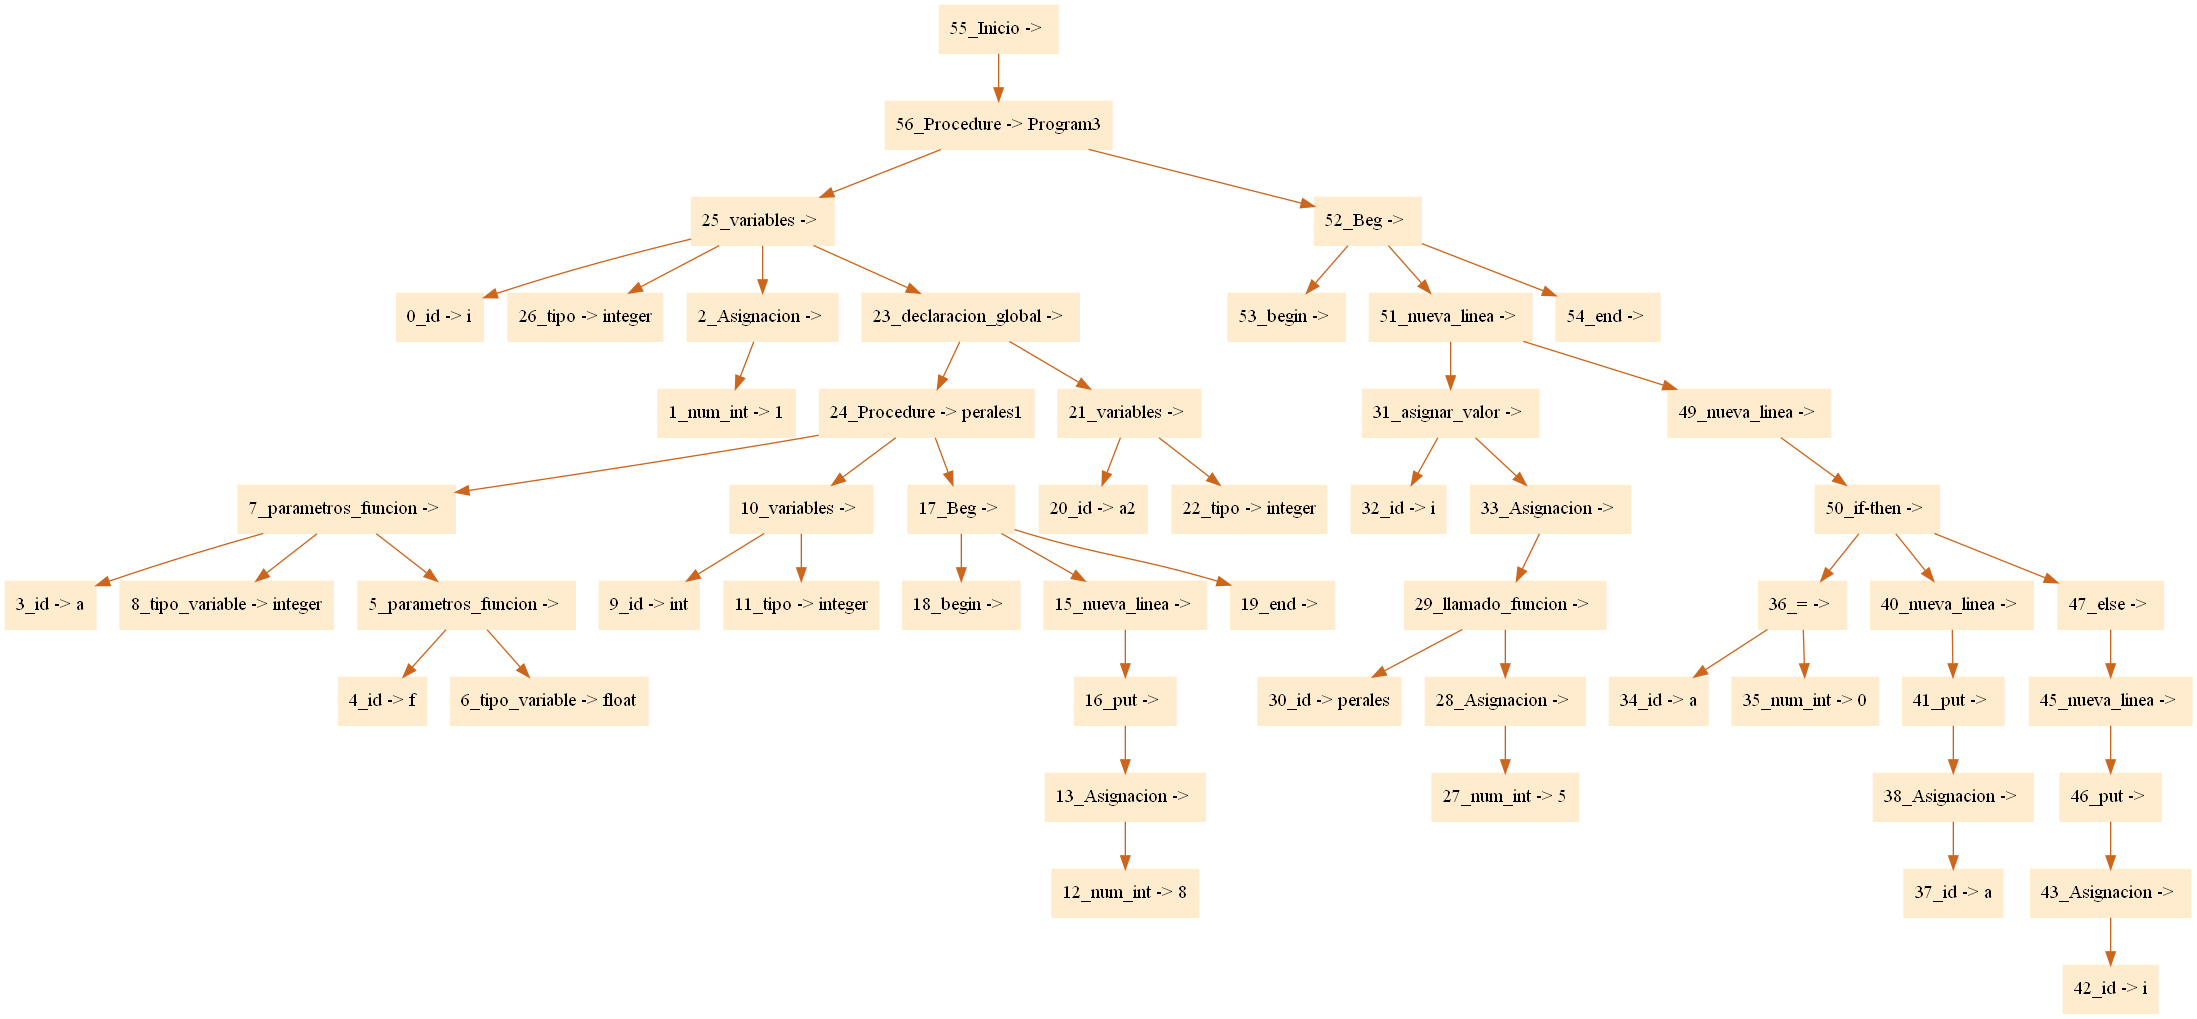 55_Inicio ->
56_Procedure -> Program3
25_variables ->
52_Beg ->
0_id -> i
26_tipo -> integer
2_Asignacion ->
23_declaracion_global ->
53_begin ->
51_nueva_linea ->
54_end ->
1_num_int -> 1
24_Procedure -> perales1
21_variables ->
31_asignar_valor ->
49_nueva_linea ->
7_parametros_funcion ->
10_variables ->
17_Beg ->
20_id -> a2
22_tipo -> integer
32_id -> i
33_Asignacion ->
50_if-then ->
3_id -> a
8_tipo_variable -> integer
5_parametros_funcion ->
9_id -> int
11_tipo -> integer
18_begin ->
15_nueva_linea ->
19_end ->
29_llamado_funcion ->
36_= ->
40_nueva_linea ->
47_else ->
4_id -> f
6_tipo_variable -> float
16_put ->
30_id -> perales
28_Asignacion ->
34_id -> a
35_num_int -> 0
41_put ->
45_nueva_linea ->
13_Asignacion ->
27_num_int -> 5
38_Asignacion ->
46_put ->
12_num_int -> 8
37_id -> a
43_Asignacion ->
42_id -> i